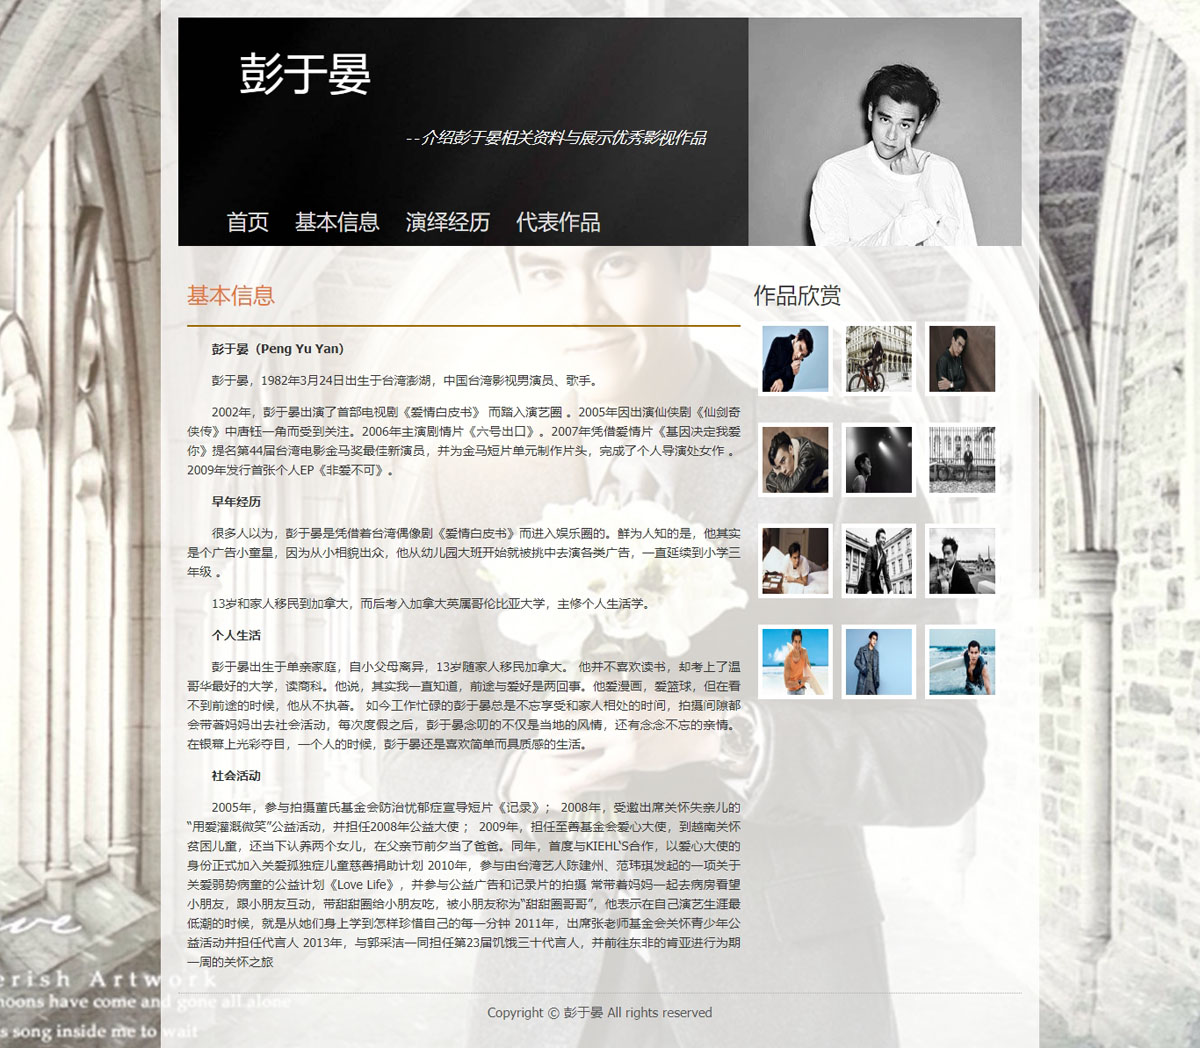 彭于晏
--介绍彭于晏相关资料与展示优秀影视作品
首页 基本信息 演绎经历 代表作品
基本信息
作品欣赏
彭于晏（Peng Yu Yan）
彭于晏，1982年3月24日出生于台湾澎湖，中国台湾影视男演员、歌手。
2002年，彭于晏出演了首部电视剧《爱情白皮书》 而踏入演艺圈 。2005年因出演仙侠剧《仙剑奇
侠传》中唐钰一角而受到关注。2006年主演剧情片《六号出口》。2007年凭借爱情片《基因决定我爱
你》提名第44届台湾电影金马奖最佳新演员，并为金马短片单元制作片头，完成了个人导演处女作 。
2009年发行首张个人EP《非爱不可》。
早年经历
很多人以为，彭于晏是凭借着台湾偶像剧《爱情白皮书》而进入娱乐圈的。鲜为人知的是，他其实
是个广告小童星，因为从小相貌出众，他从幼儿园大班开始就被挑中去演各类广告，一直延续到小学三
年级 。
13岁和家人移民到加拿大，而后考入加拿大英属哥伦比亚大学，主修个人生活学。
个人生活
彭于晏出生于单亲家庭，自小父母离异，13岁随家人移民加拿大。 他并不喜欢读书，却考上了温
哥华最好的大学，读商科。他说，其实我一直知道，前途与爱好是两回事。他爱漫画，爱篮球，但在看
不到前途的时候，他从不执著。 如今工作忙碌的彭于晏总是不忘享受和家人相处的时间，拍摄间隙都
会带著妈妈出去社会活动，每次度假之后，彭于晏念叨的不仅是当地的风情，还有念念不忘的亲情。
在银幕上光彩夺目，一个人的时候，彭于晏还是喜欢简单而具质感的生活。
社会活动
2005年，参与拍摄董氏基金会防治忧郁症宣导短片《记录》； 2008年，受邀出席关怀失亲儿的
“用爱灌溉微笑”公益活动，并担任2008年公益大使； 2009年，担任至善基金会爱心大使，到越南关怀
贫困儿童，还当下认养两个女儿，在父亲节前夕当了爸爸。同年，首度与KIEHL'S合作，以爱心大使的
身份正式加入关爱孤独症儿童慈善捐助计划 2010年，参与由台湾艺人陈建州、范玮琪发起的一项关于
关爱弱势病童的公益计划《Love Life》，并参与公益广告和记录片的拍摄 常带着妈妈一起去病房看望
小朋友，跟小朋友互动，带甜甜圈给小朋友吃，被小朋友称为“甜甜圈哥哥”，他表示在自己演艺生涯最
低潮的时候，就是从她们身上学到怎样珍惜自己的每一分钟 2011年，出席张老师基金会关怀青少年公
益活动并担任代言人 2013年，与郭采洁一同担任第23届饥饿三十代言人，并前往东非的肯亚进行为期
一周的关怀之旅
erish Artwork
noons have come and gone all alone
s song inside me to wait
Copyright © 彭于晏 All rights reserved